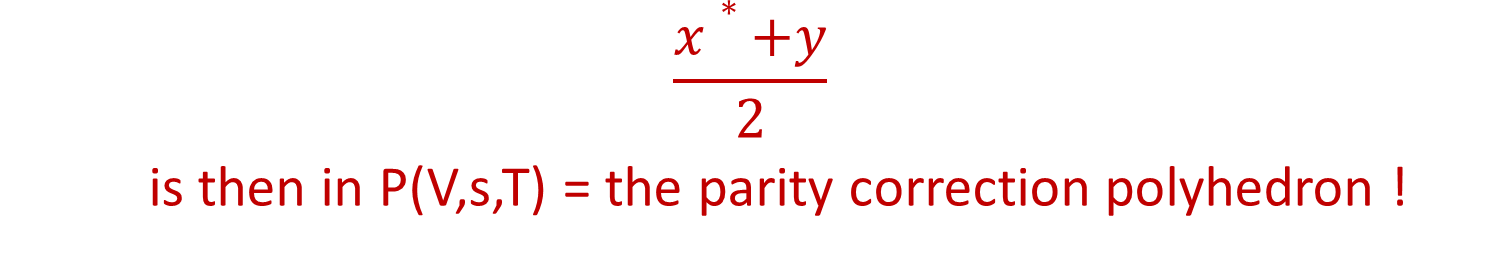 x* +y
2
is then in P(V,s,T) = the parity correction polyhedron !